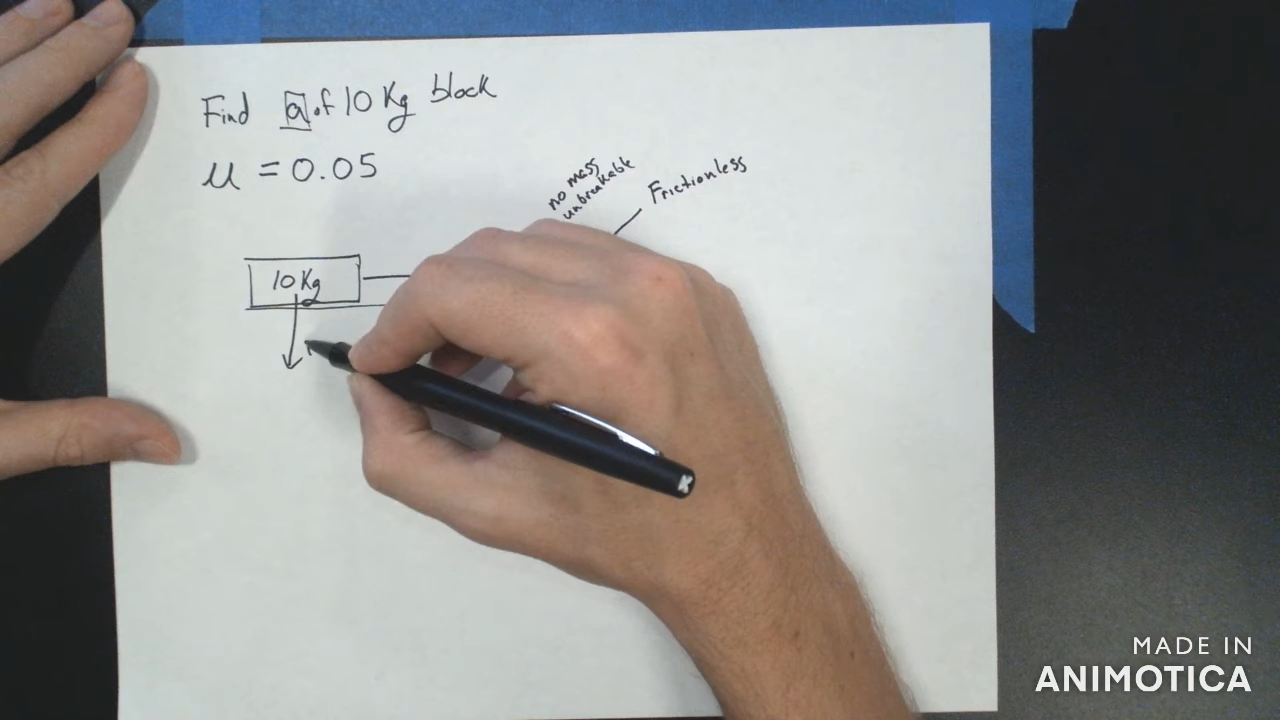 Find a of 10 Kg block
μ = 0.05
no mass
unbreakable
Frictionless
10 Kg
MADE IN
ANIMOTICA